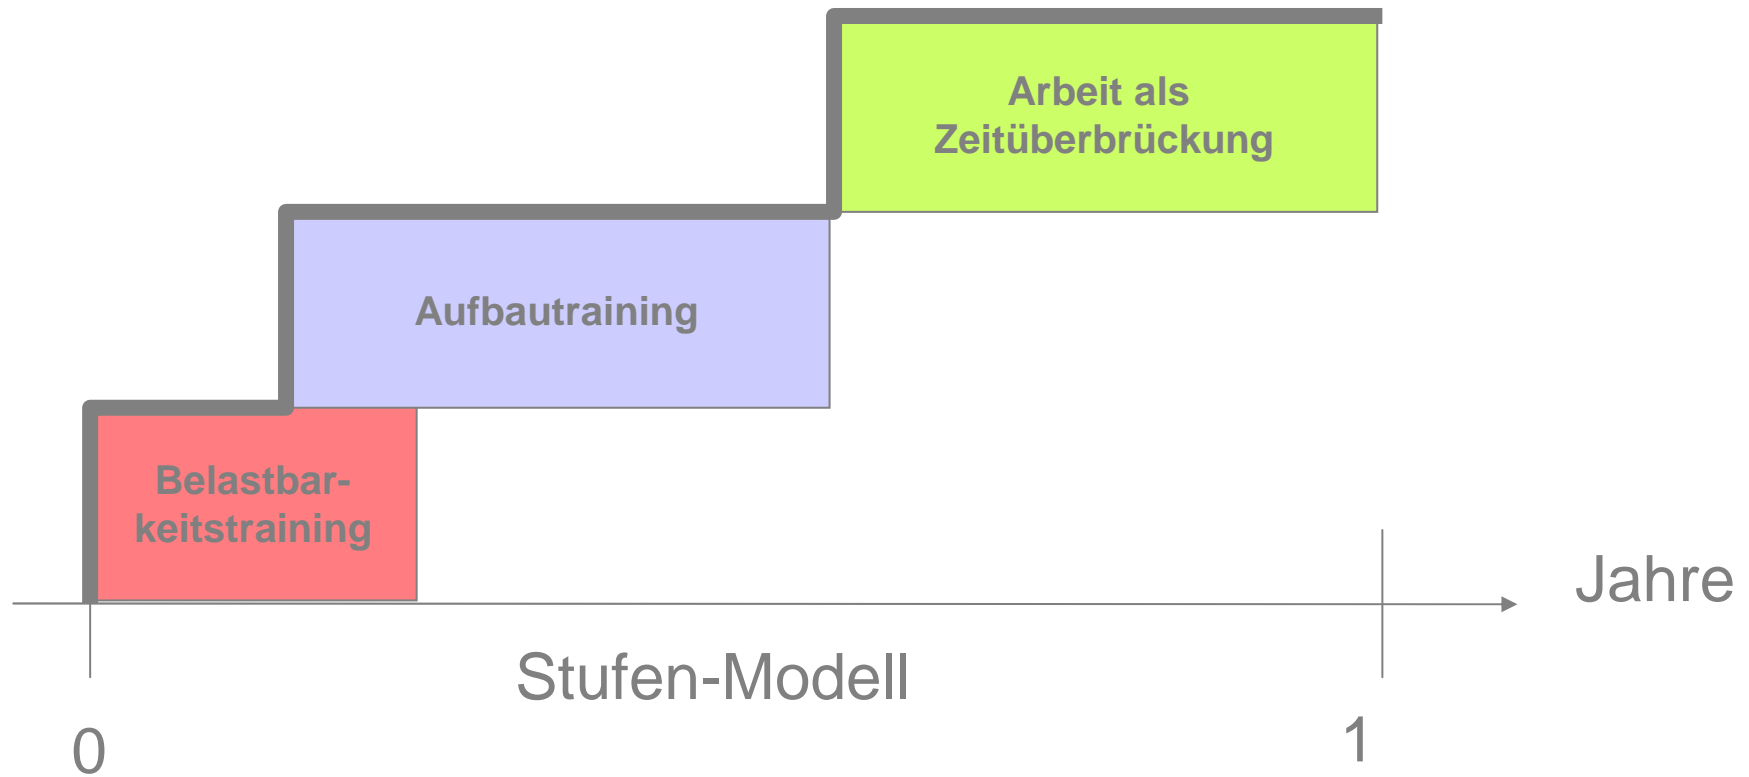 Arbeit als
Zeitüberbrückung
Aufbautraining
Belastbar-
keitstraining
Jahre
Stufen-Modell
0
1